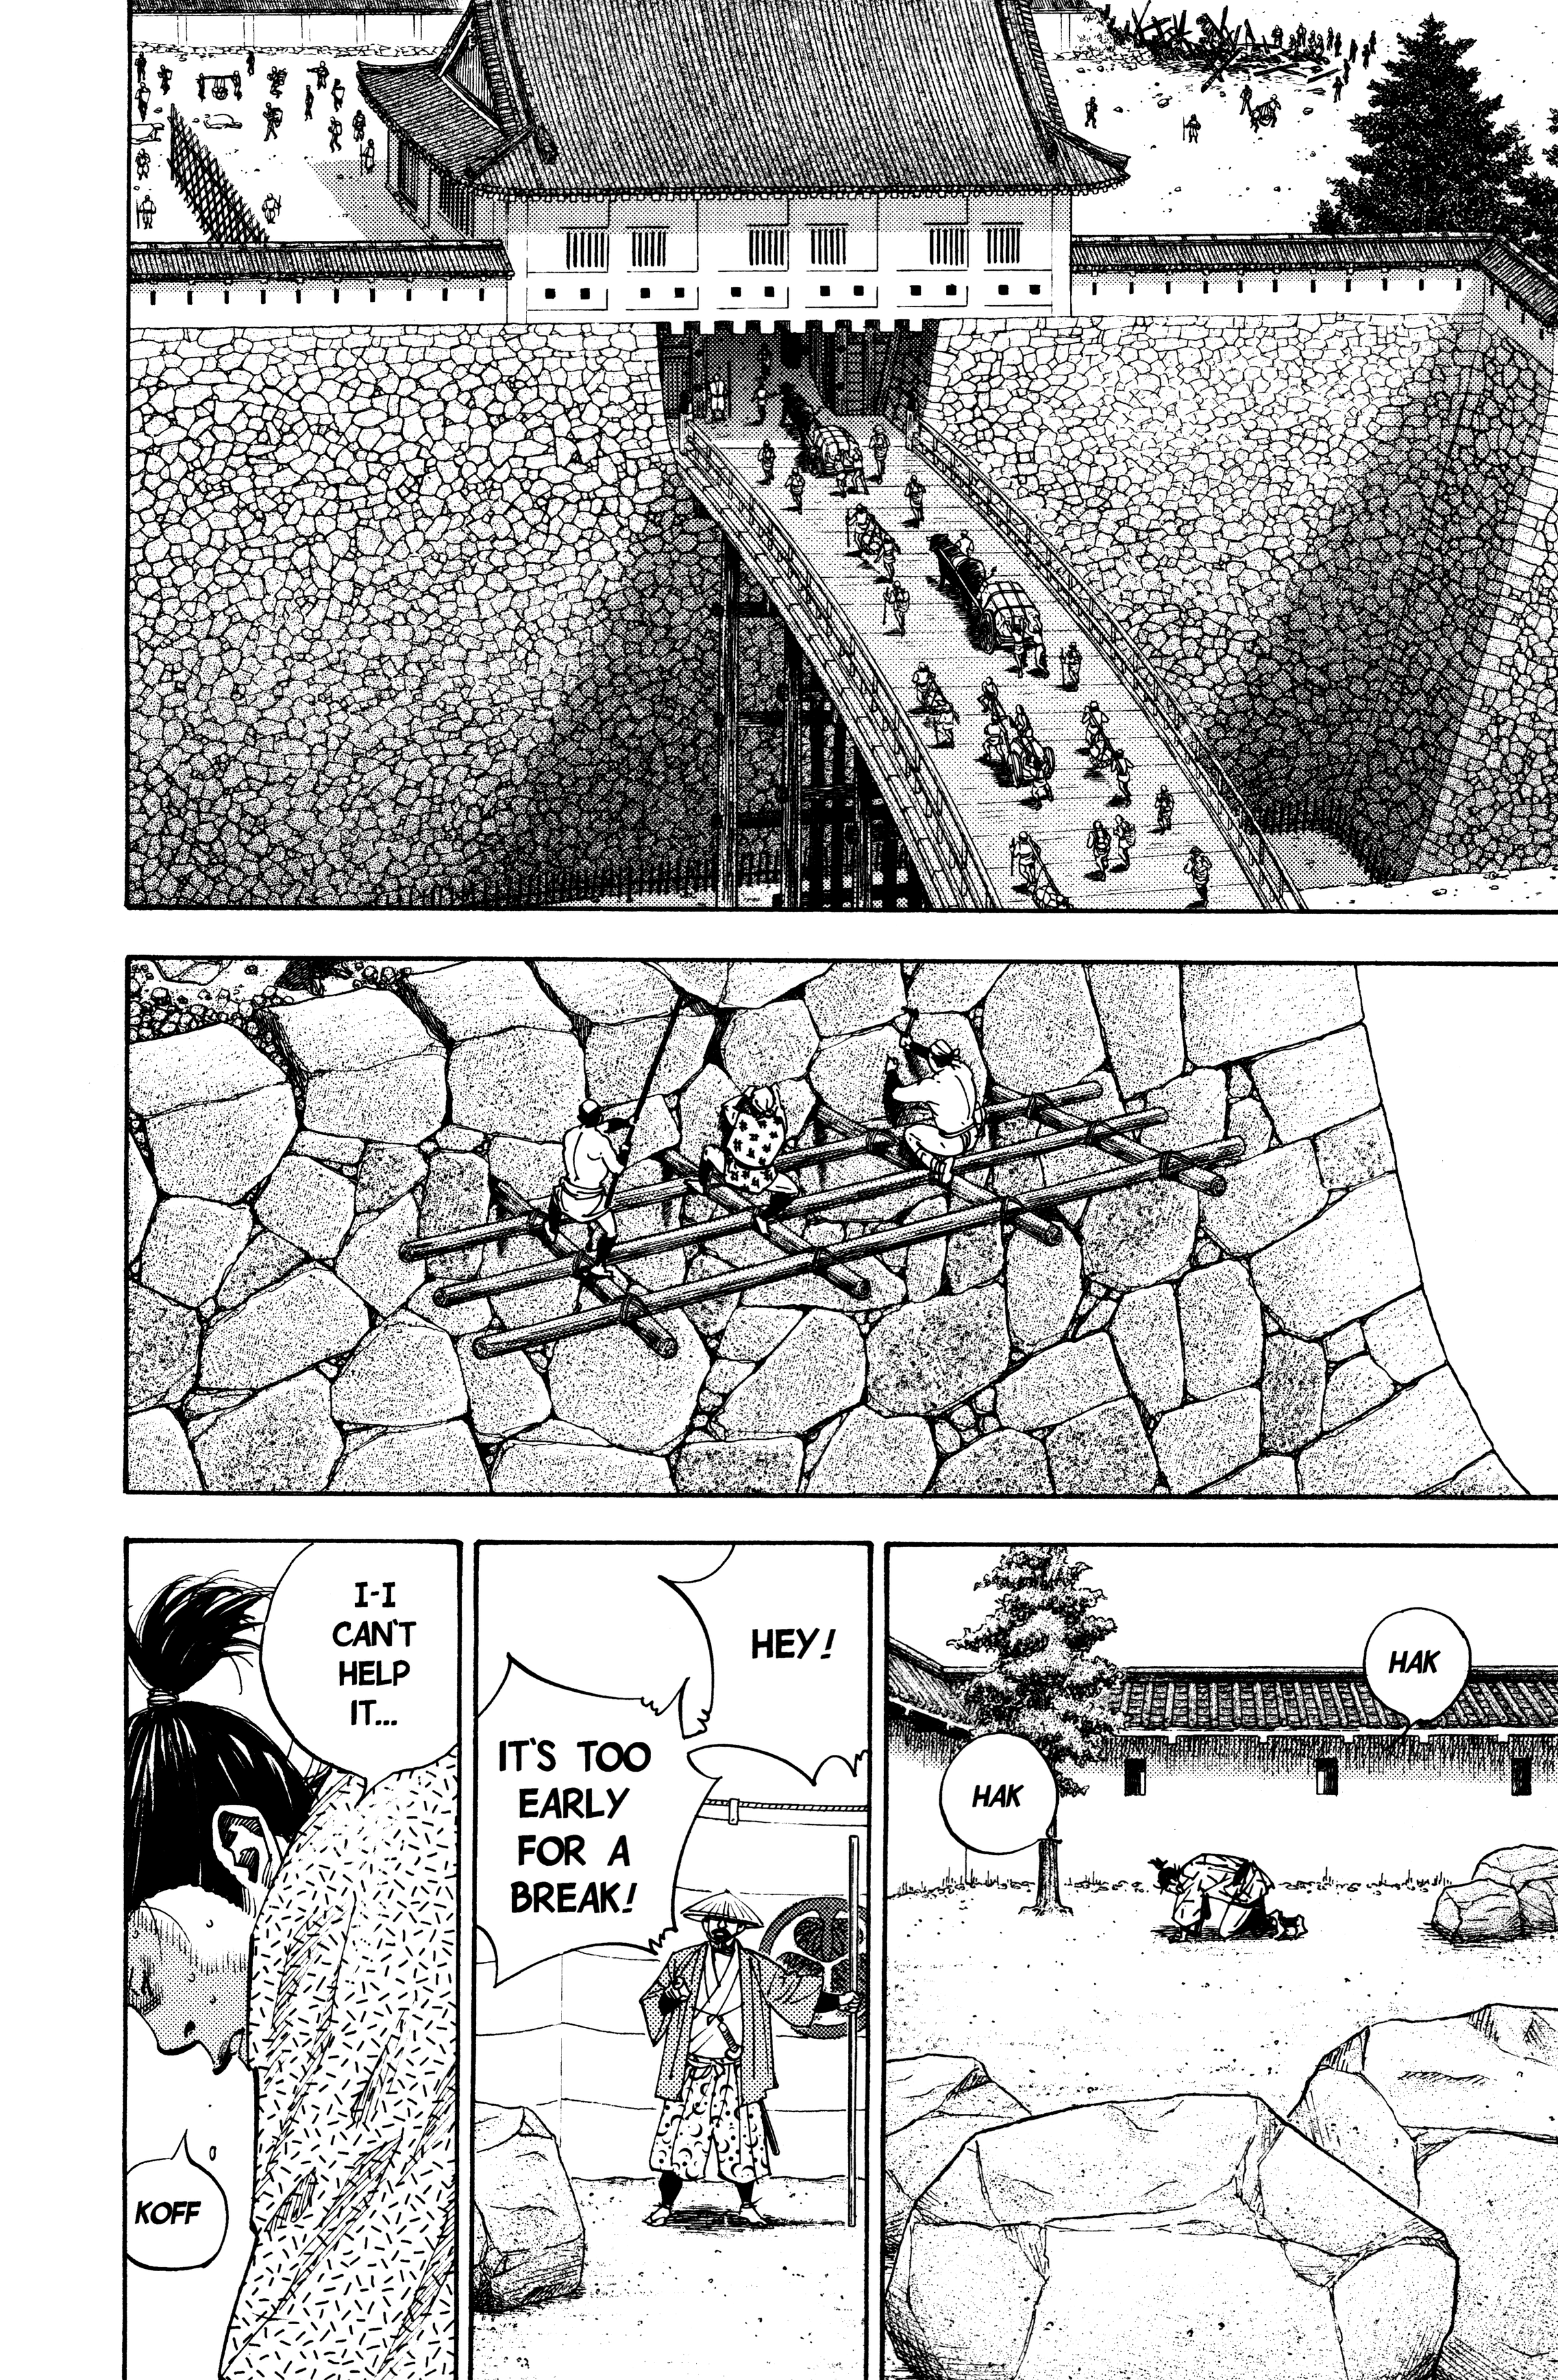 HAK
HAK
HEY!
IT'S TOO
EARLY
FOR A
BREAK!
I-I
CAN'T
HELP
IT...
KOFF